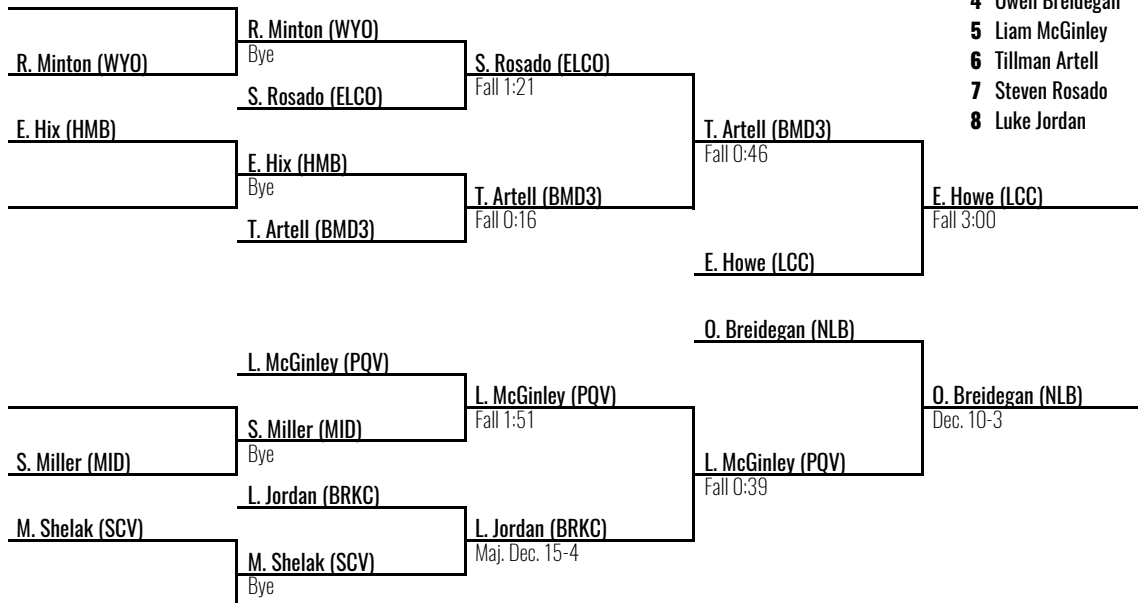 4 Owen Breidegan
5 Liam McGinley
6 Tillman Artell
7 Steven Rosado
8 Luke Jordan
R. Minton (WYO)
R. Minton (WYO)
Bye
S. Rosado (ELCO)
S. Rosado (ELCO)
Fall 1:21
E. Hix (HMB)
E. Hix (HMB)
Bye
T. Artell (BMD3)
T. Artell (BMD3)
Fall 0:16
T. Artell (BMD3)
Fall 0:46
E. Howe (LCC)
E. Howe (LCC)
Fall 3:00
O. Breidegan (NLB)
L. McGinley (PQV)
S. Miller (MID)
S. Miller (MID)
Bye
L. McGinley (PQV)
Fall 1:51
L. Jordan (BRKC)
M. Shelak (SCV)
M. Shelak (SCV)
Bye
L. Jordan (BRKC)
Maj. Dec. 15-4
L. McGinley (PQV)
Fall 0:39
O. Breidegan (NLB)
Dec. 10-3